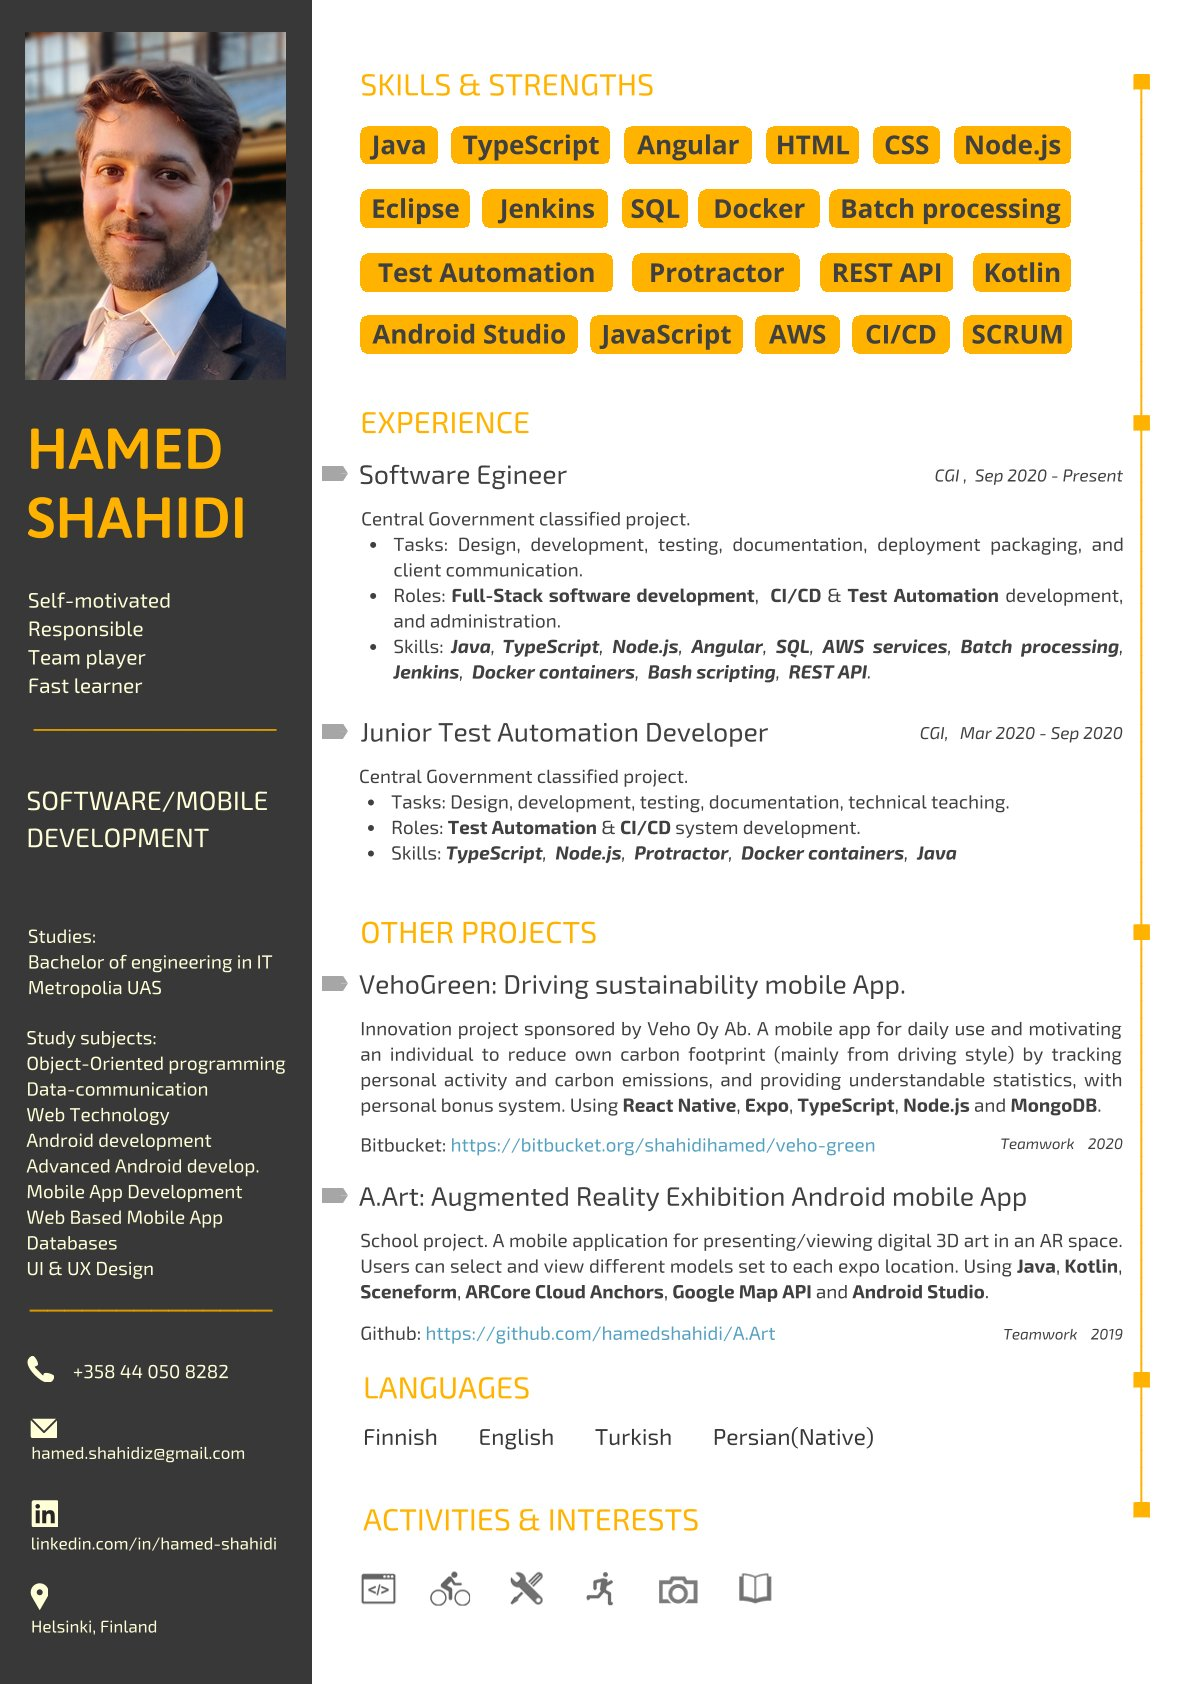 HAMED
SHAHIDI
Self-motivated
Responsible
Team player
Fast learner
SOFTWARE/MOBILE
DEVELOPMENT
Studies:
Bachelor of engineering in IT
Metropolia UAS
Study subjects:
Object-Oriented programming
Data-communication
Web Technology
Android development
Advanced Android develop.
Mobile App Development
Web Based Mobile App
Databases
UI & UX Design
+358 44 050 8282
hamed.shahidiz@gmail.com
in
linkedin.com/in/hamed-shahidi
Helsinki, Finland
SKILLS & STRENGTHS
Java TypeScript Angular HTML CSS Node.js
Eclipse Jenkins SQL Docker Batch processing
Test Automation Protractor REST API Kotlin
Android Studio JavaScript AWS CI/CD SCRUM
EXPERIENCE
Software Egineer CGI , Sep 2020 - Present
Central Government classified project.
• Tasks: Design, development, testing, documentation, deployment packaging, and
client communication.
• Roles: Full-Stack software development, CI/CD & Test Automation development,
and administration.
• Skills: Java, TypeScript, Node.js, Angular, SQL, AWS services, Batch processing,
Jenkins, Docker containers, Bash scripting, REST API.
Junior Test Automation Developer CGI, Mar 2020 - Sep 2020
Central Government classified project.
• Tasks: Design, development, testing, documentation, technical teaching.
• Roles: Test Automation & CI/CD system development.
• Skills: TypeScript, Node.js, Protractor, Docker containers, Java
OTHER PROJECTS
VehoGreen: Driving sustainability mobile App.
Innovation project sponsored by Veho Oy Ab. A mobile app for daily use and motivating
an individual to reduce own carbon footprint (mainly from driving style) by tracking
personal activity and carbon emissions, and providing understandable statistics, with
personal bonus system. Using React Native, Expo, TypeScript, Node.js and MongoDB.
Bitbucket: https://bitbucket.org/shahidihamed/veho-green Teamwork 2020
A.Art: Augmented Reality Exhibition Android mobile App
School project. A mobile application for presenting/viewing digital 3D art in an AR space.
Users can select and view different models set to each expo location. Using Java, Kotlin,
Sceneform, ARCore Cloud Anchors, Google Map API and Android Studio.
Github: https://github.com/hamedshahidi/A.Art Teamwork 2019
LANGUAGES
Finnish English Turkish Persian(Native)
ACTIVITIES & INTERESTS
</>